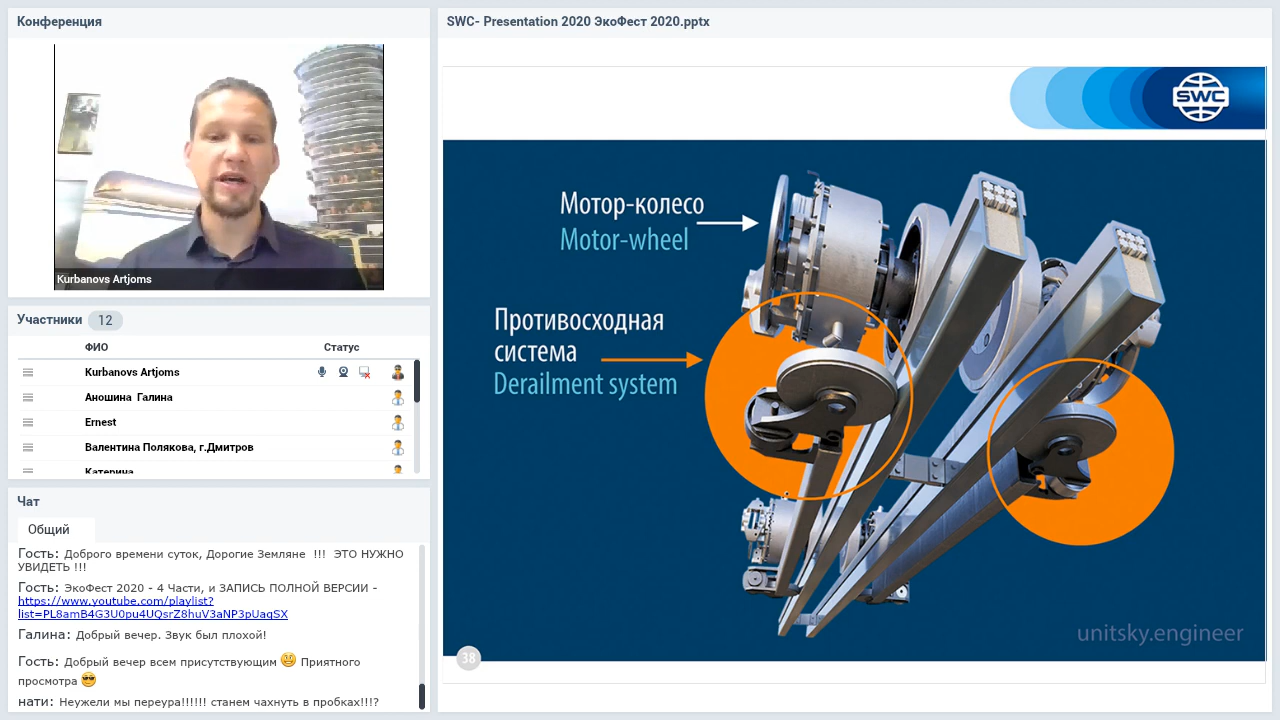 Конференция
Kurbanovs Artjoms
Участники 12
ФИО Статус
Kurbanovs Artjoms
Аношина Галина
Ernest
Валентина Полякова, г.Дмитров
Катерина
Чат
Общий
Гость: Доброго времени суток, Дорогие Земляне !!! ЭТО НУЖНО
УВИДЕТЬ !!!
Гость: ЭкоФест 2020 - 4 Части, и ЗАПИСЬ ПОЛНОЙ ВЕРСИИ -
https://www.youtube.com/playlist?
list=PL8amB4G3U0pu4UQsrZ8huV3aNP3pUaqSX
Галина: Добрый вечер. Звук был плохой!
Гость: Добрый вечер всем присутствующим Приятного
просмотра
нати: Неужели мы переура!!!!!! станем чахнуть в пробках!!!?
SWC- Presentation 2020 ЭкоФест 2020.pptx
SWC
Мотор-колесо
Motor-wheel
Противосходная
система
Derailment system
unitsky.engineer
38